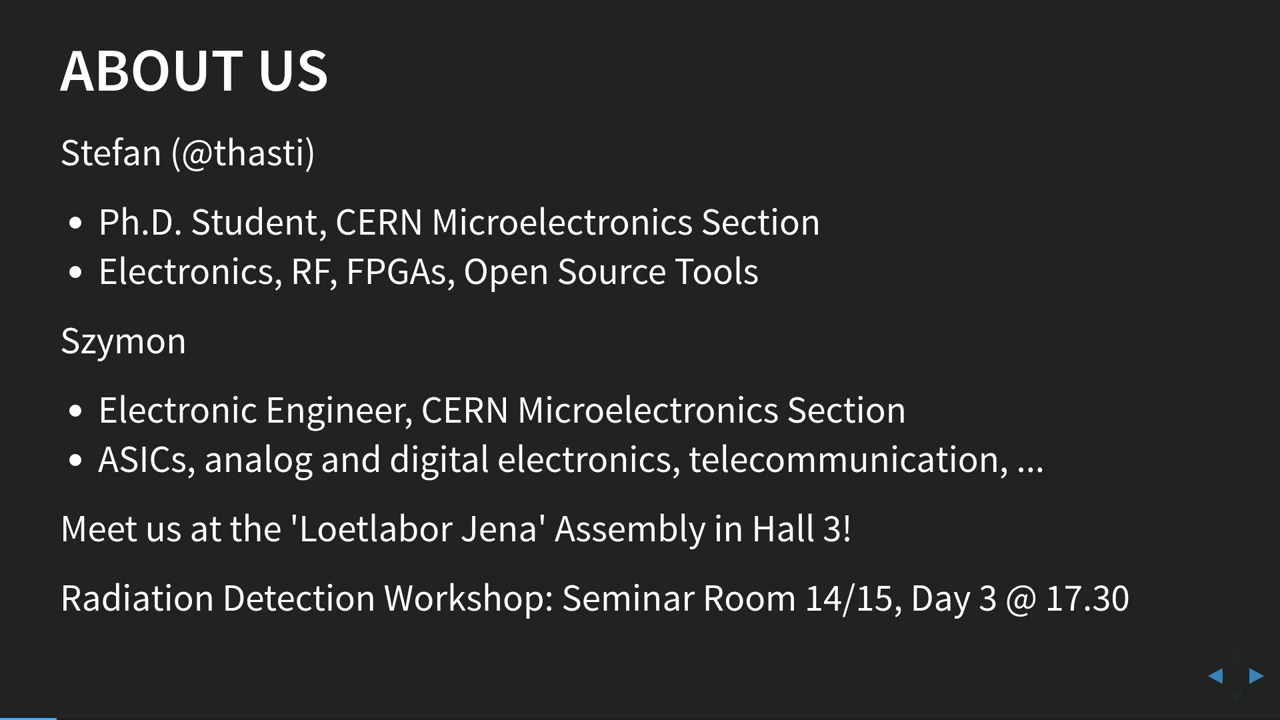 ABOUT US
Stefan (@thasti)
• Ph.D. Student, CERN Microelectronics Section
• Electronics, RF, FPGAs, Open Source Tools
Szymon
• Electronic Engineer, CERN Microelectronics Section
• ASICs, analog and digital electronics, telecommunication, ...
Meet us at the 'Loetlabor Jena' Assembly in Hall 3!
Radiation Detection Workshop: Seminar Room 14/15, Day 3 @ 17.30